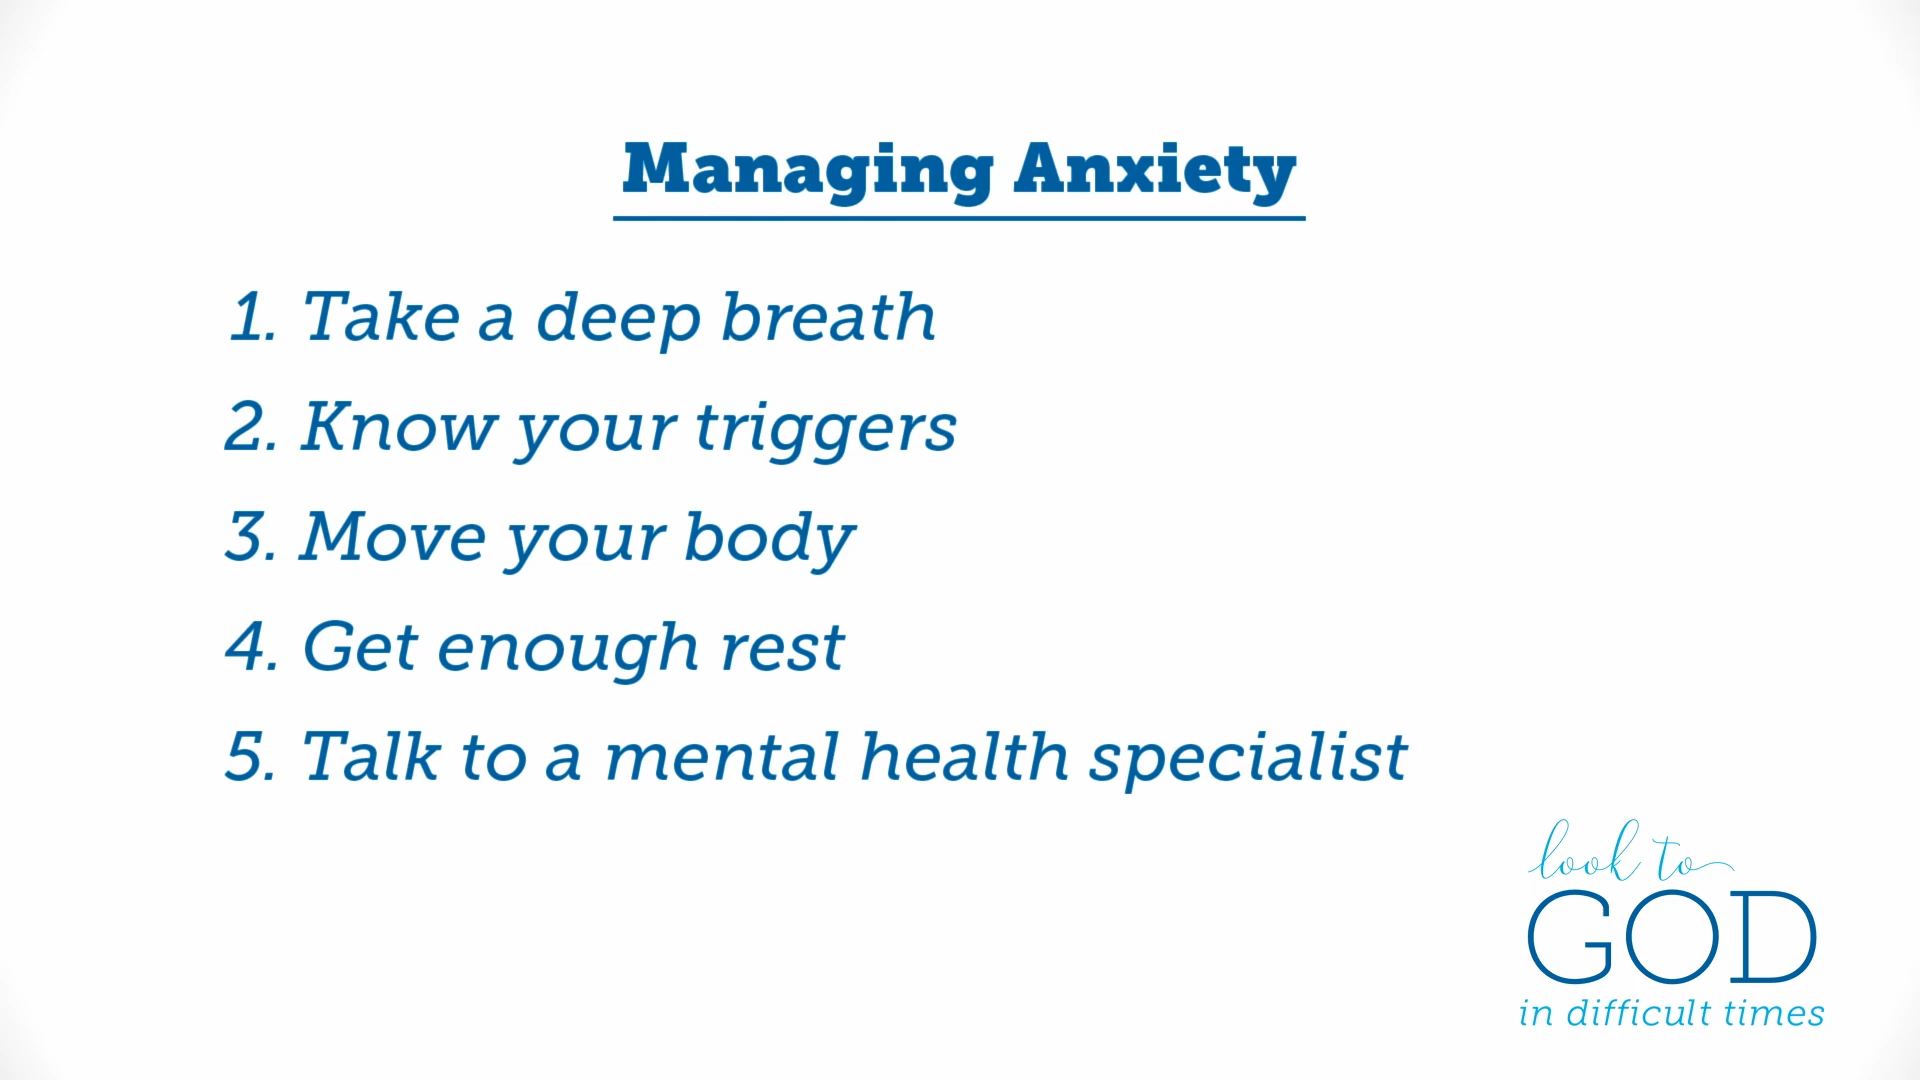 Managing Anxiety
1. Take a deep breath
2. Know your triggers
3. Move your body
4. Get enough rest
5. Talk to a mental health specialist
look to
GOD
in difficult times